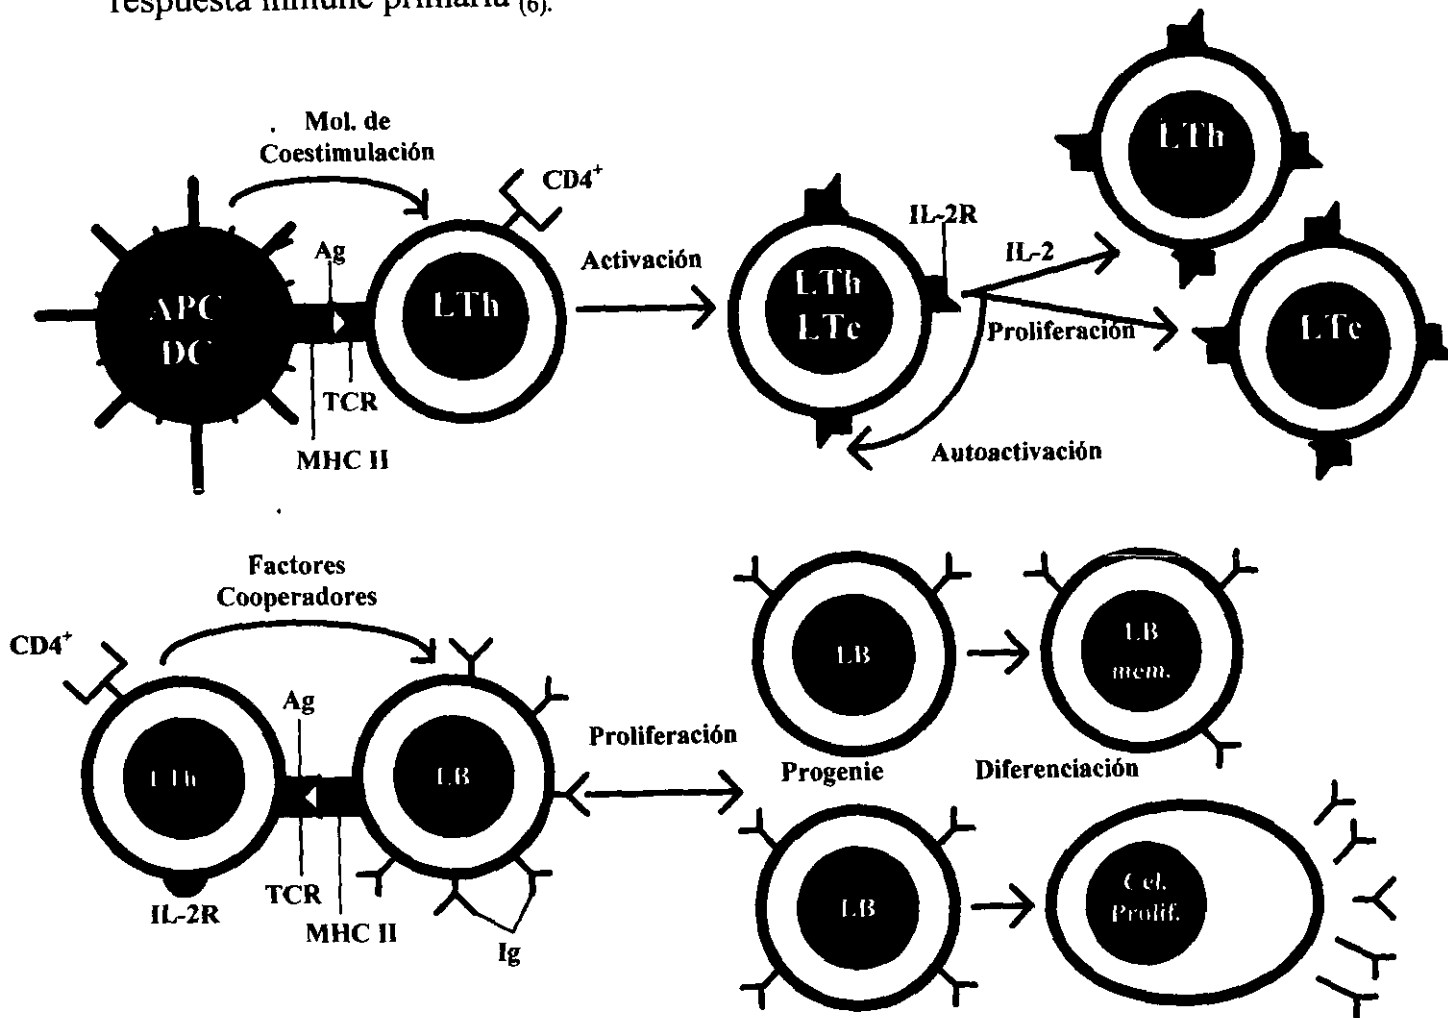 respuesta inmune primaria (6).
Mol. de
Coestimulación
CD4+
Ag
APC
DC
LTh
TCR
MHC II
Activación
LTh
LTc
IL-2R
IL-2
Proliferación
Autoactivación
LTh
LTc
Factores
Cooperadores
CD4+
Ag
LTh
LB
TCR
IL-2R
MHC II
Ig
Proliferación
LB
LB
mem.
Progenie
Diferenciación
LB
Cel.
Prolif.